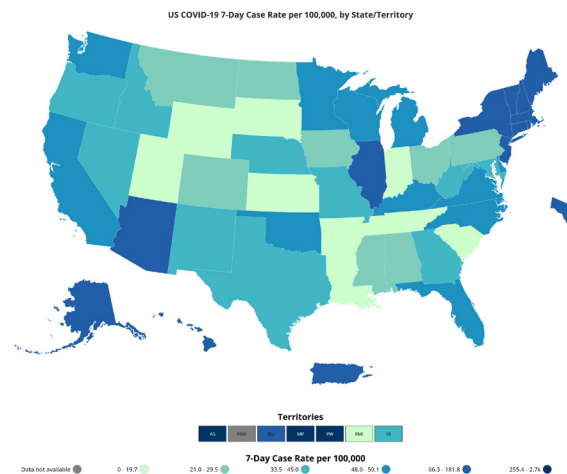 US COVID-19 7-Day Case Rate per 100,000, by State/Territory
Territories
AS FSM GU MP PW RMI VI
7-Day Case Rate per 100,000
Data not available 0 - 19.7 21.0 - 29.5 33.5 - 45.0 48.0 - 59.1 66.3 - 181.8 255.4 - 2.7k